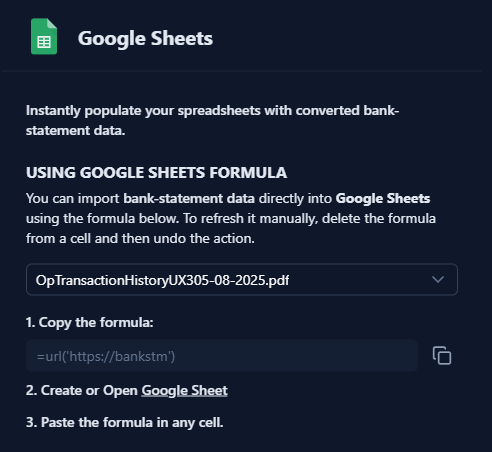 Google Sheets
Instantly populate your spreadsheets with converted bank-
statement data.
USING GOOGLE SHEETS FORMULA
You can import bank-statement data directly into Google Sheets
using the formula below. To refresh it manually, delete the formula
from a cell and then undo the action.
OpTransactionHistoryUX305-08-2025.pdf
1. Copy the formula:
=url('https://bankstm')
2. Create or Open Google Sheet
3. Paste the formula in any cell.